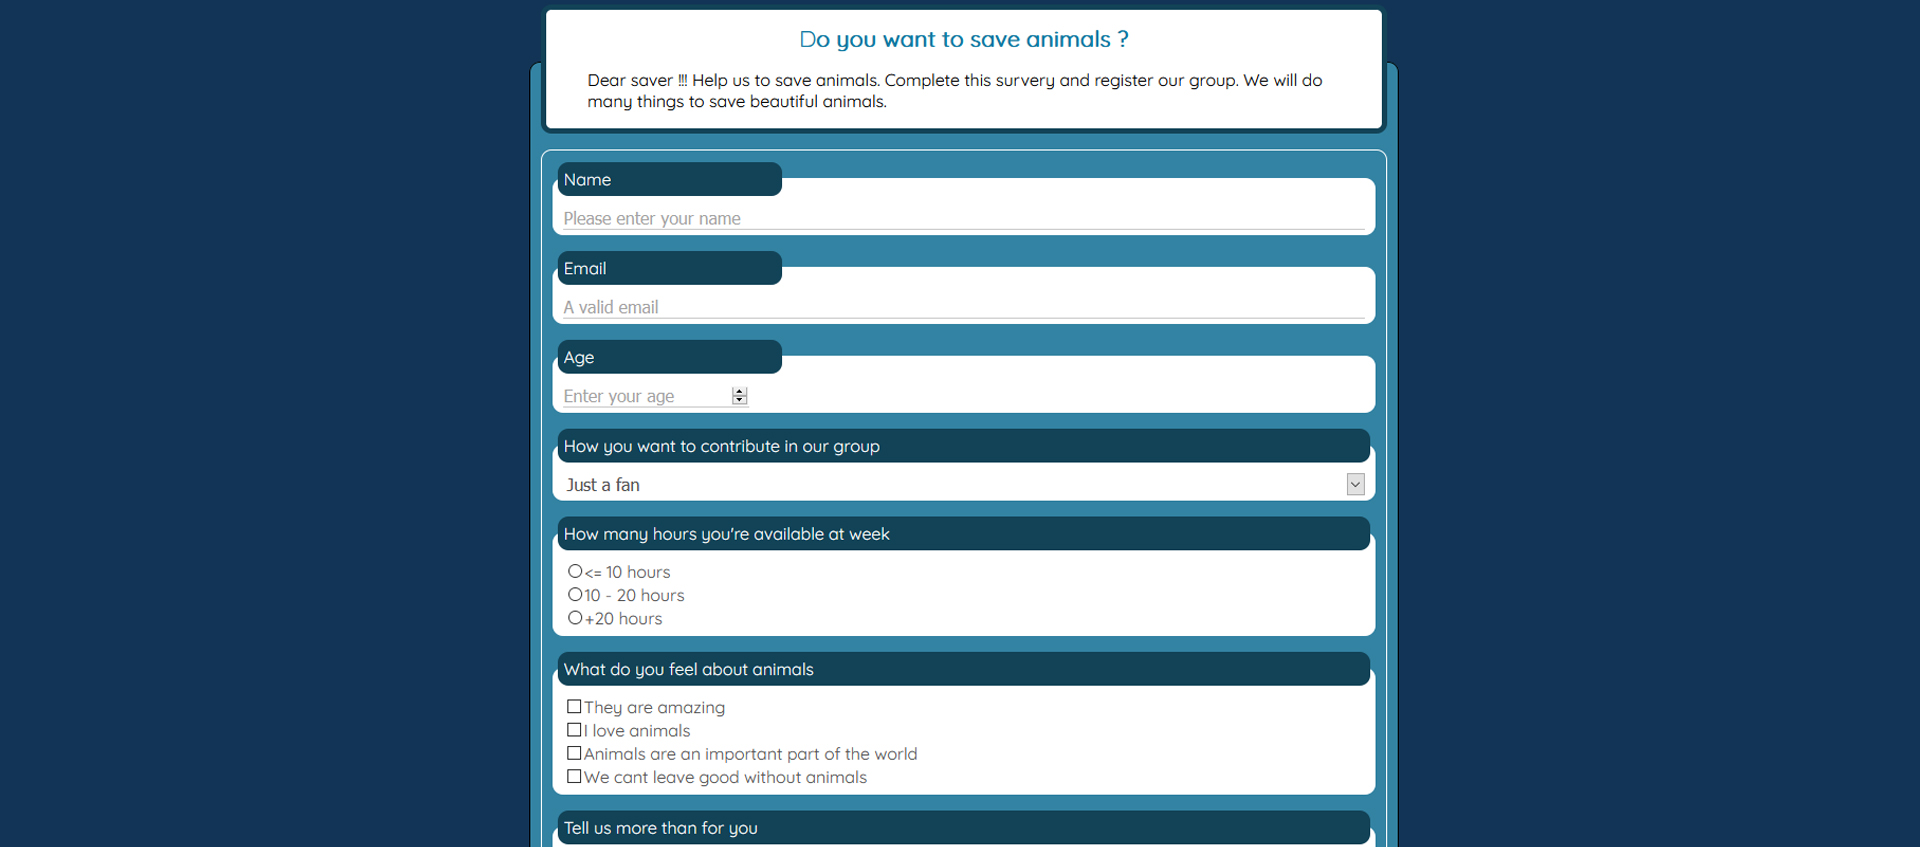 Do you want to save animals ?
Dear saver !!! Help us to save animals. Complete this survery and register our group. We will do
many things to save beautiful animals.
Name
Please enter your name
Email
A valid email
Age
Enter your age
How you want to contribute in our group
Just a fan
How many hours you're available at week
<= 10 hours
10 - 20 hours
+20 hours
What do you feel about animals
They are amazing
I love animals
Animals are an important part of the world
We cant leave good without animals
Tell us more than for you